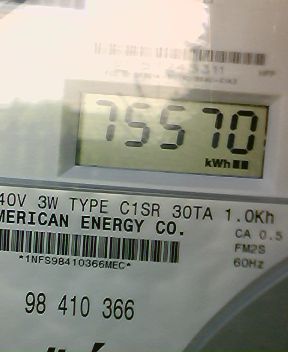 75570
kWh
40V 3W TYPE C1SR 30TA 1.0Kh
MERICAN ENERGY CO.
CA 0.5
FM2S
60Hz
*1NFS98410366MEC*
98 410 366